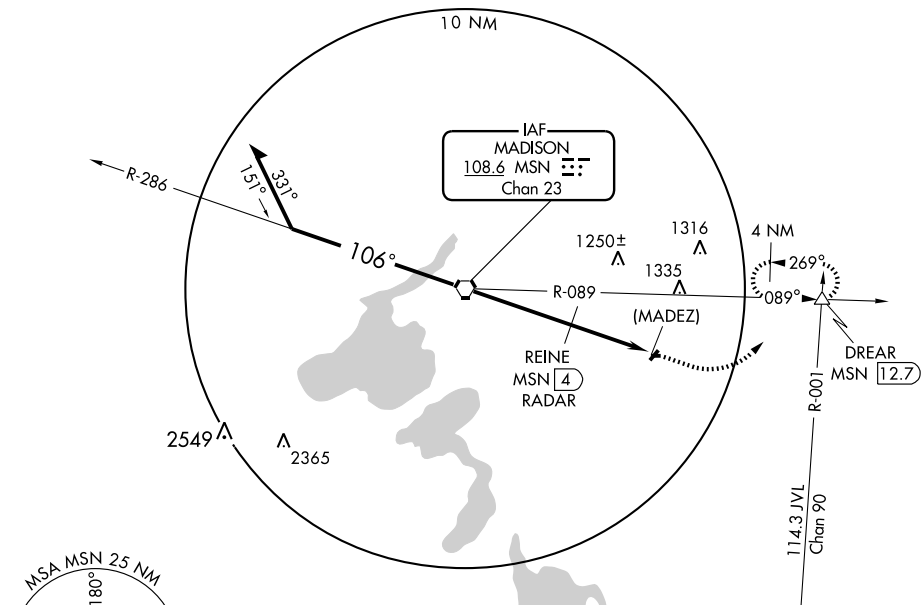 10 NM
IAF
MADISON
108.6 MSN
Chan 23
R-286
151°
331°
106°
1250±
1316
1335
4 NM
269°
089°
R-089
(MADEZ)
REINE
MSN 4
RADAR
DREAR
MSN 12.7
R-001
2549
2365
114.3 JVL
Chan 90
MSA MSN 25 NM
180°